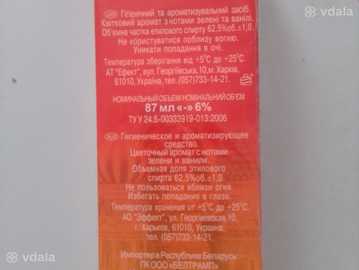 vdala
vdala
Гігієнічний та ароматизувальний засіб.
Квітковий аромат з нотами зелені та ванілі.
Об'ємна частка етилового спирту 62,5%об.±1,0
Не користуватися поблизу вогню.
Уникати попадання в очі.
Температура зберігання від +5°С до +25°С.
АТ "Ефект", вул. Георгіївська,10,м. Харків,
61010, Україна, тел.:(057)733-14-21.
НОМИНАЛЬНЫЙ ОБЪЕМ/НОМІНАЛЬНИЙ ОБ'ЄМ
87 мл «-» 6%
ТУ У 24.5-00333919-013:2006
Гигиеническое и ароматизирующее
средство.
Цветочный аромат с нотами
зелени и ванили.
Объемная доля этилового
спирта 62,5%об.±1,0
Не пользоваться вблизи огня.
Избегать попадания в глаза.
Температура хранения от +5°С до +25°С.
АО "Эффект", ул. Георгиевская, 10
г. Харьков, 61010, Украина,
тел.:(057)733-14-21.
Импортер в Республике Беларусь:
ПК ООО «БЕЛТРАМП»
vdala
vdala